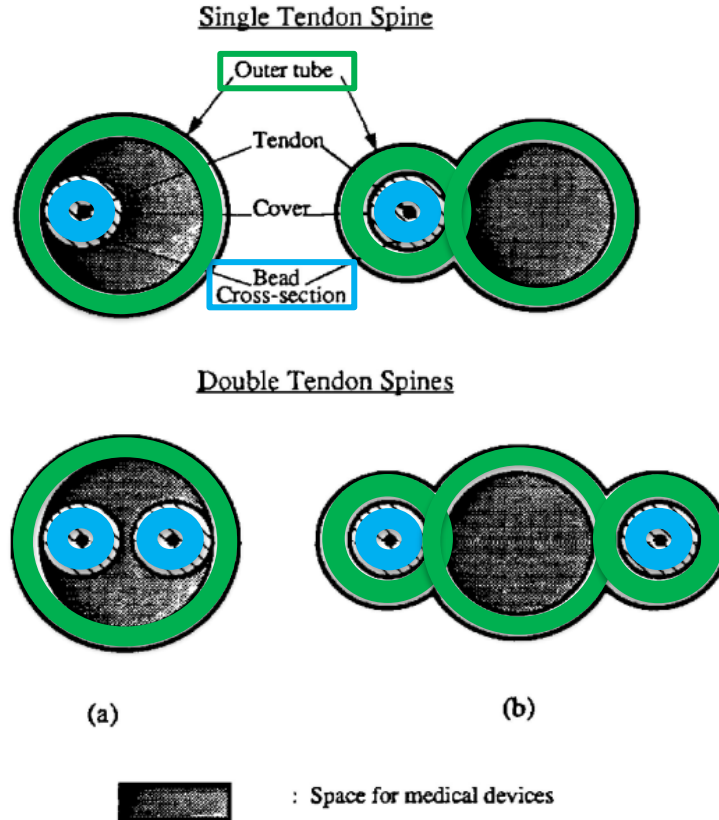 Single Tendon Spine
Outer tube
Tendon
Cover
Bead
Cross-section
Double Tendon Spines
(a)
(b)
: Space for medical devices